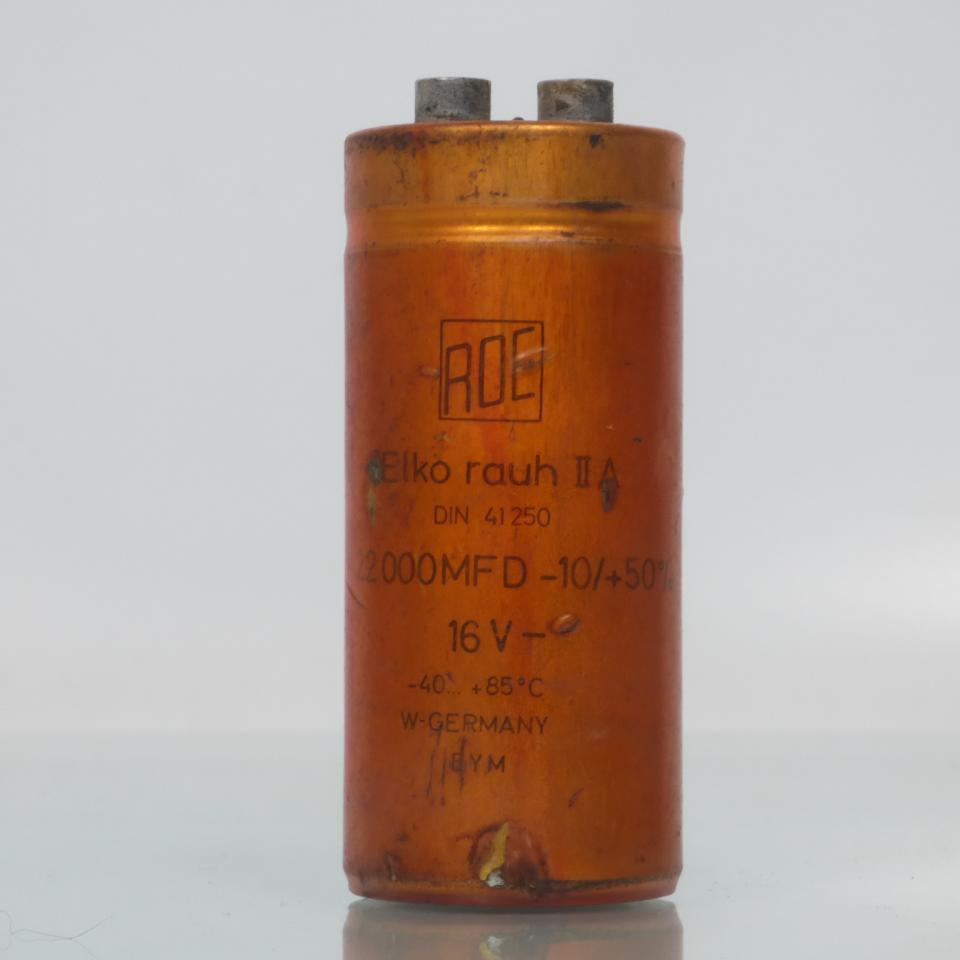 ROE
Elko rauh II A
DIN 41250
22000MFD -10/+50%
16 V –
-40... +85°C
W-GERMANY
EYM